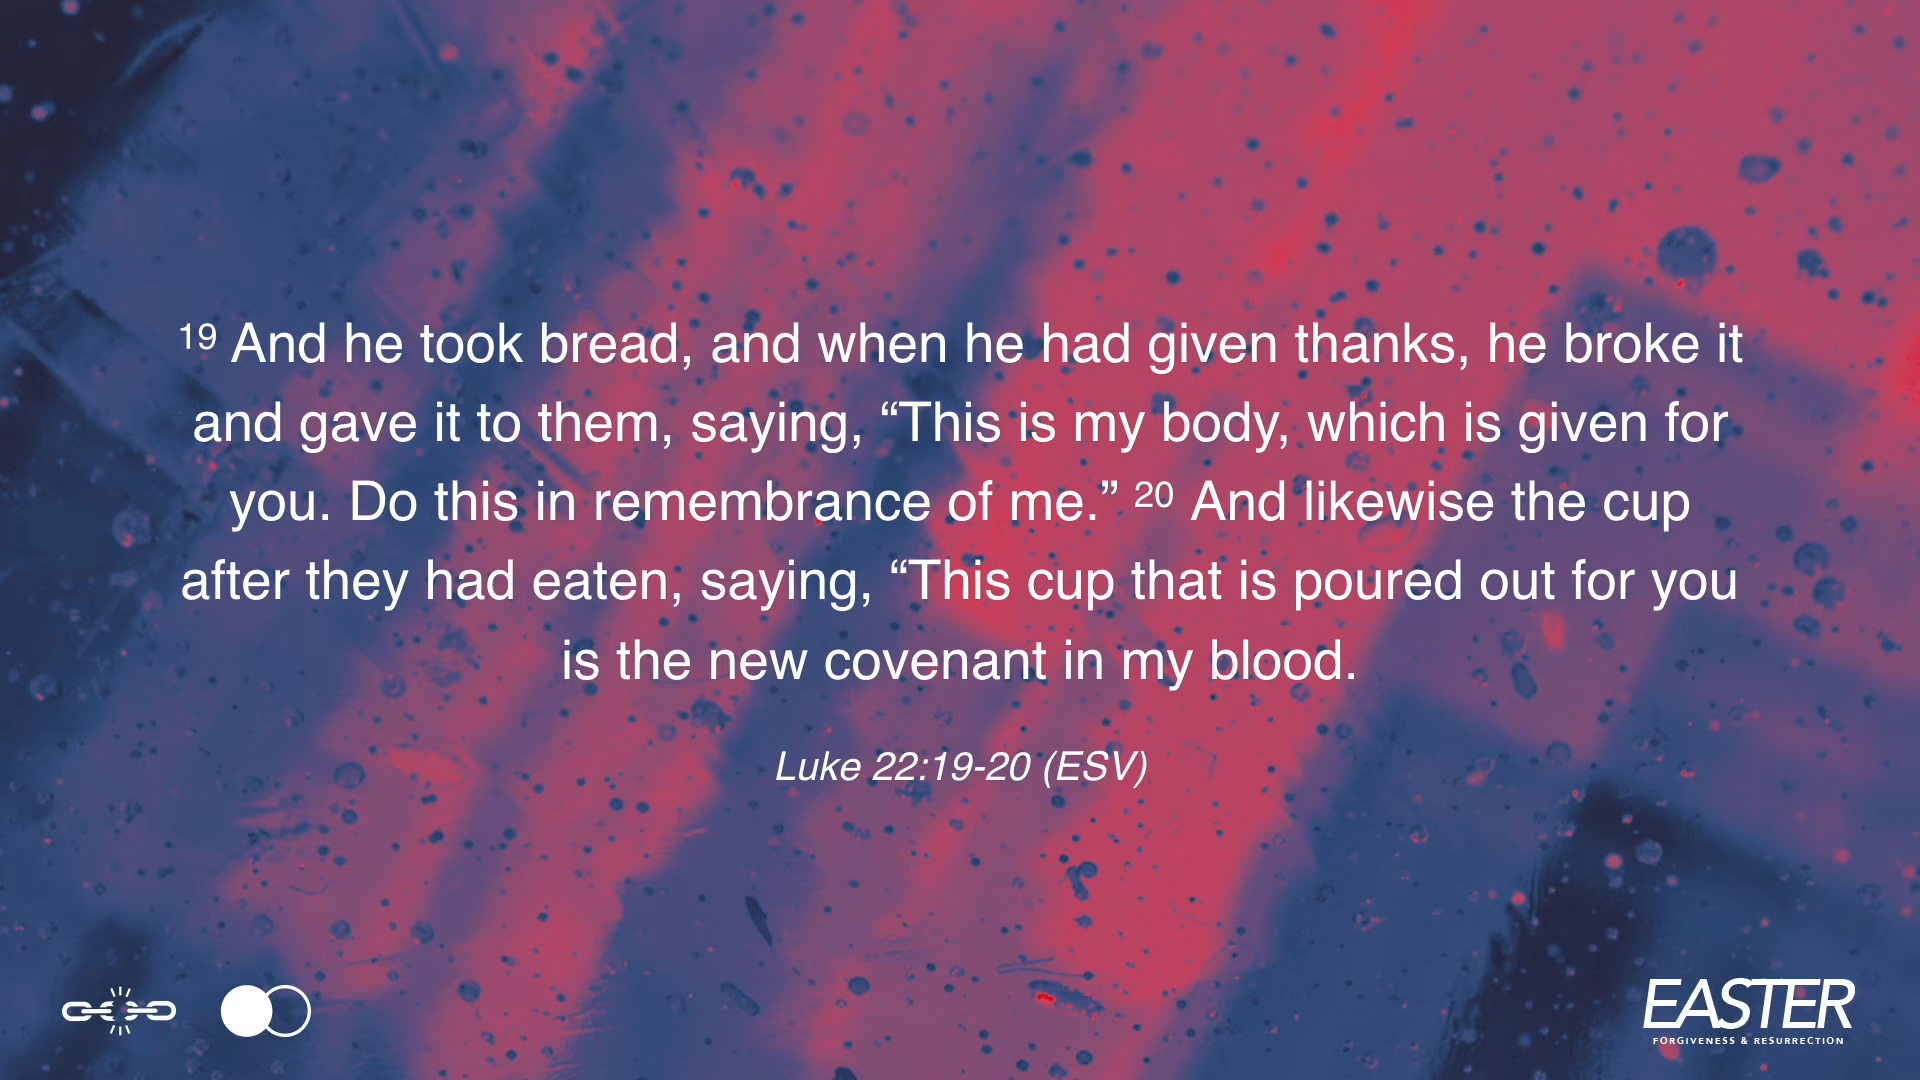 19 And he took bread, and when he had given thanks, he broke it
and gave it to them, saying, “This is my body, which is given for
you. Do this in remembrance of me.” 20 And likewise the cup
after they had eaten, saying, “This cup that is poured out for you
is the new covenant in my blood.
Luke 22:19-20 (ESV)
EASTER
FORGIVENESS & RESURRECTION